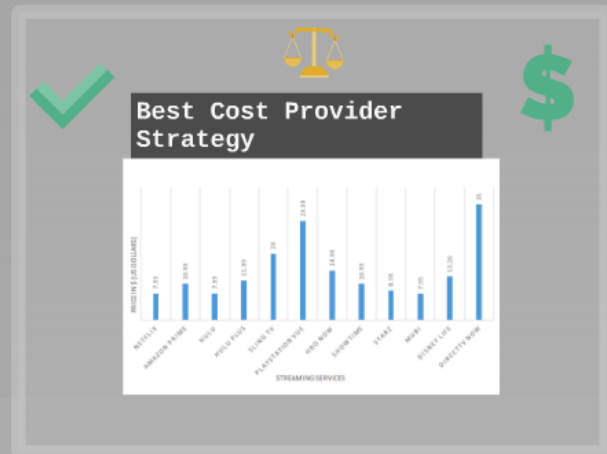 Best Cost Provider
Strategy
PRICE IN $ (US DOLLARS)
7.99
10.99
7.99
11.99
20
29.99
14.99
10.99
8.99
7.95
13.20
35
NETFLIX
AMAZON PRIME
HULU
HULU PLUS
SLING TV
PLAYSTATION VUE
HBO NOW
SHOWTIME
STARZ
MUBI
DISNEY LIFE
DIRECTV NOW
STREAMING SERVICES